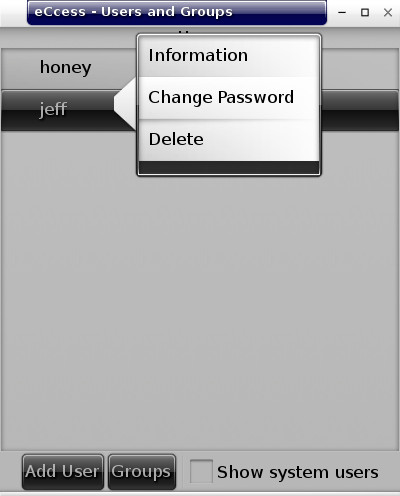 eCcess - Users and Groups
Information
honey
Change Password
jeff
Delete
Add User
Groups
Show system users